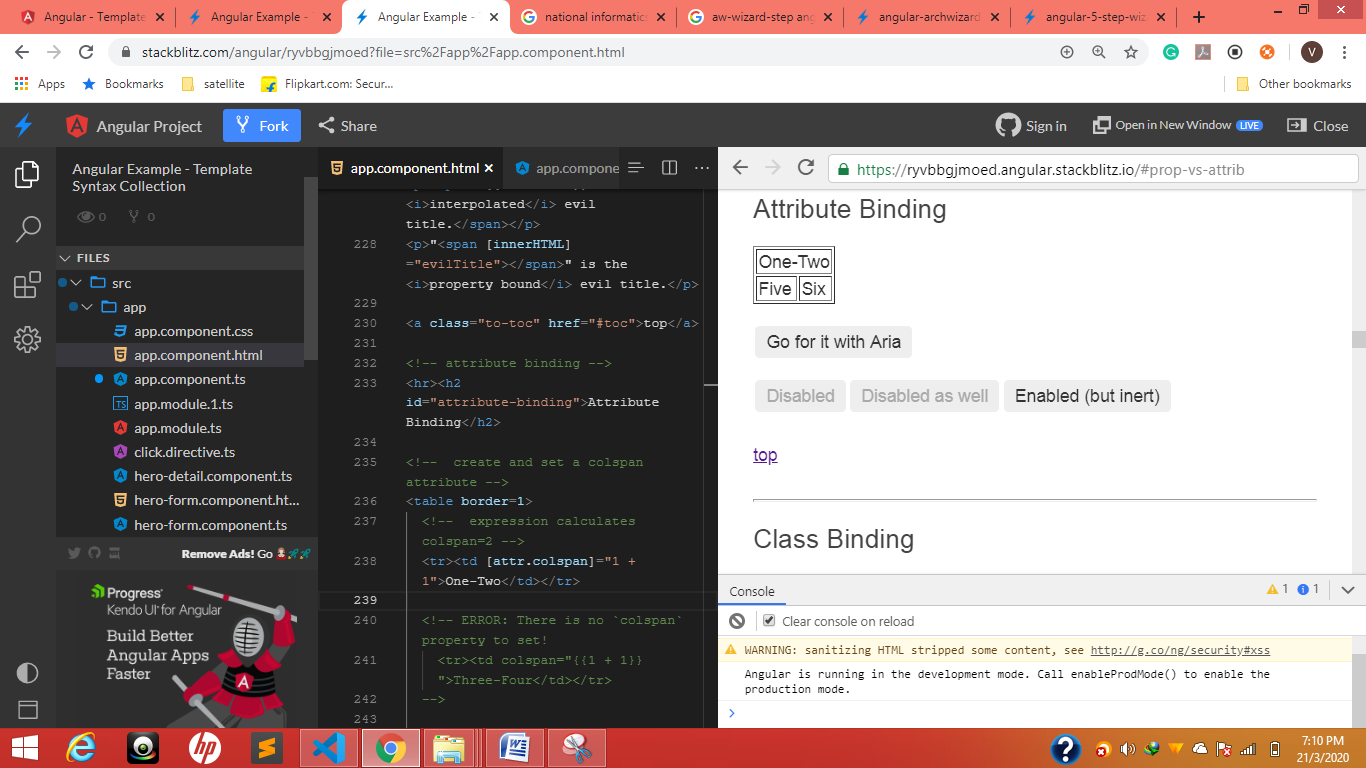 Angular - Template
Angular Example -
Angular Example -
national informatics
aw-wizard-step ang
angular-archwizard
angular-5-step-wiz
stackblitz.com/angular/ryvbbgjmoed?file=src%2Fapp%2Fapp.component.html
V
Apps
Bookmarks
satellite
Flipkart.com: Secur...
Other bookmarks
Angular Project
Fork
Share
Sign in
Open in New Window LIVE
Close
Angular Example - Template
Syntax Collection
0
0
FILES
src
app
app.component.css
app.component.html
app.component.ts
app.module.1.ts
app.module.ts
click.directive.ts
hero-detail.component.ts
hero-form.component.ht...
hero-form.component.ts
Remove Ads! Go
Progress
Kendo UI for Angular
Build Better
Angular Apps
Faster
app.component.html
app.compone
<i>interpolated</i> evil
title.</span></p>
228 <p>"<span [innerHTML]
="evilTitle"></span>" is the
<i>property bound</i> evil title.</p>
229
230 <a class="to-toc" href="#toc">top</a>
231
232 <!-- attribute binding -->
233 <hr><h2
id="attribute-binding">Attribute
Binding</h2>
234
235 <!--  create and set a colspan
attribute -->
236 <table border=1>
237 <!--  expression calculates
colspan=2 -->
238 <tr><td [attr.colspan]="1 +
1">One-Two</td></tr>
239
240 <!-- ERROR: There is no `colspan`
property to set!
241 <tr><td colspan="{{1 + 1}}
">Three-Four</td></tr>
242 -->
243
https://ryvbbgjmoed.angular.stackblitz.io/#prop-vs-attrib
Attribute Binding
One-Two
Five Six
Go for it with Aria
Disabled Disabled as well Enabled (but inert)
top
Class Binding
Console
1 1
Clear console on reload
WARNING: sanitizing HTML stripped some content, see http://g.co/ng/security#xss
Angular is running in the development mode. Call enableProdMode() to enable the
production mode.
7:10 PM
21/3/2020